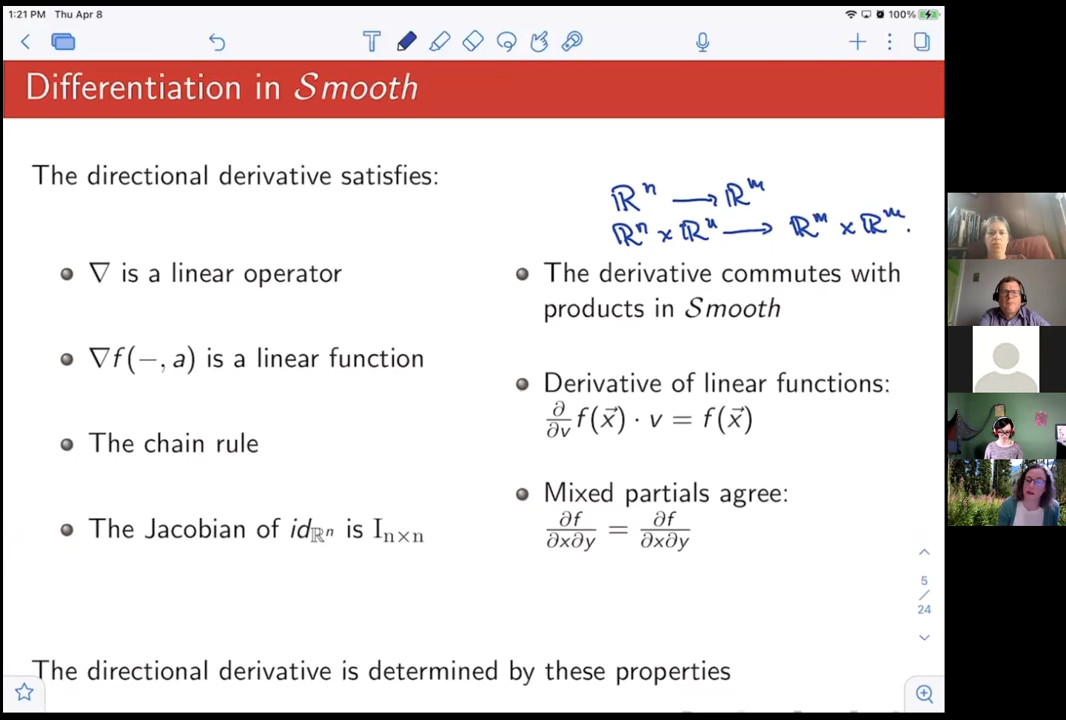 1:21 PM Thu Apr 8
100%
Differentiation in Smooth
The directional derivative satisfies:
ℝⁿ → ℝᵐ
ℝⁿ × ℝⁿ → ℝᵐ × ℝᵐ.
∇ is a linear operator
∇f(−, a) is a linear function
The chain rule
The Jacobian of id_ℝⁿ is I_n×n
The derivative commutes with
products in Smooth
Derivative of linear functions:
∂/∂v f(x⃗) · v = f(x⃗)
Mixed partials agree:
∂f/∂x∂y = ∂f/∂x∂y
5
/
24
The directional derivative is determined by these properties